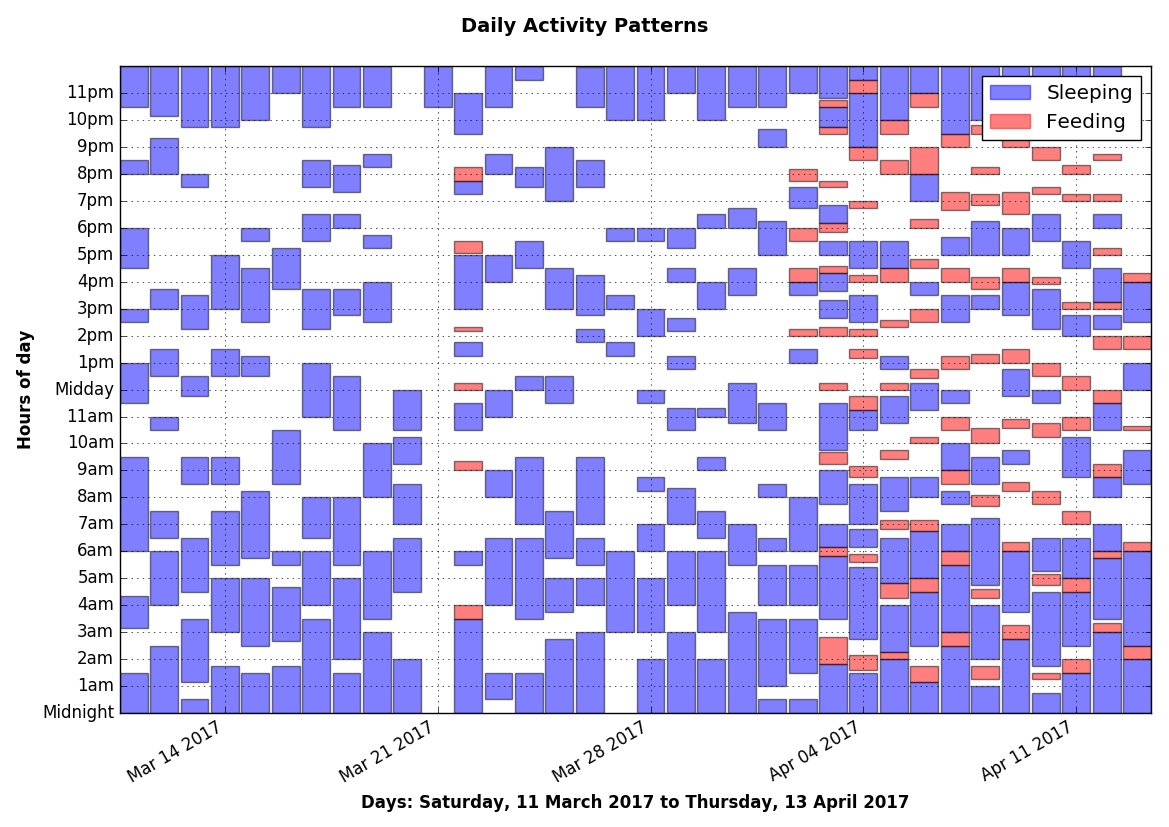 Daily Activity Patterns
Sleeping
Feeding
11pm
10pm
9pm
8pm
7pm
6pm
5pm
4pm
3pm
2pm
1pm
Midday
11am
10am
9am
8am
7am
6am
5am
4am
3am
2am
1am
Midnight
Hours of day
Mar 14 2017
Mar 21 2017
Mar 28 2017
Apr 04 2017
Apr 11 2017
Days: Saturday, 11 March 2017 to Thursday, 13 April 2017